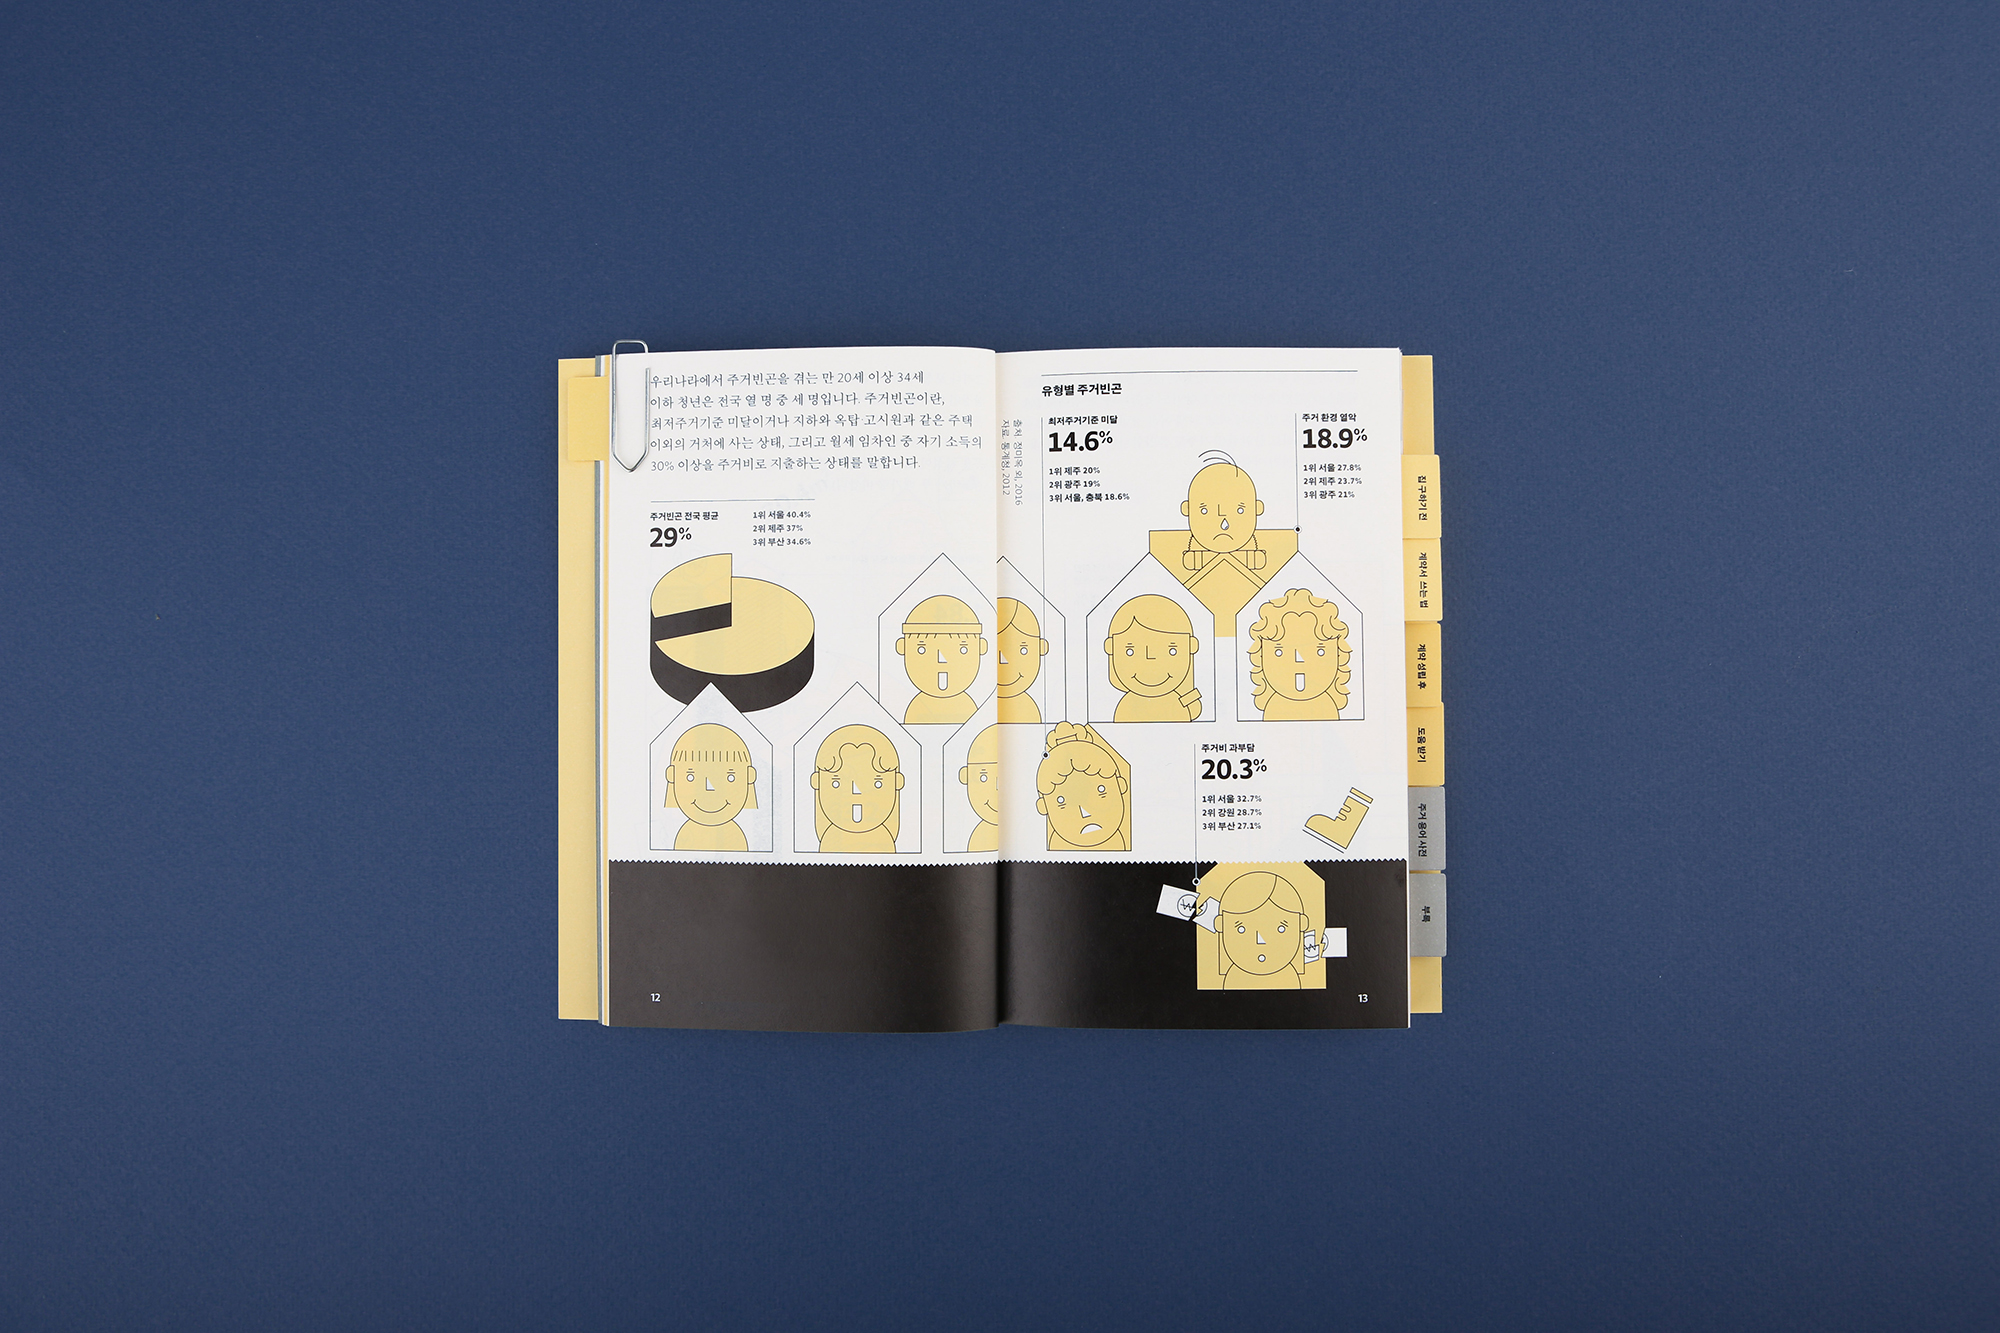 우리나라에서 주거빈곤을 겪는 만 20세 이상 34세
이하 청년은 전국 열 명 중 세 명입니다. 주거빈곤이란,
최저주거기준 미달이거나 지하와 옥탑 고시원과 같은 주택
이외의 거처에 사는 상태, 그리고 월세 임차인 중 자기 소득의
30% 이상을 주거비로 지출하는 상태를 말합니다.
주거빈곤 전국 평균
29%
1위 서울 40.4%
2위 제주 37%
3위 부산 34.6%
12
출처 정미옥 외, 2016
자료 통계청, 2012
유형별 주거빈곤
최저주거기준 미달
14.6%
1위 제주 20%
2위 광주 19%
3위 서울, 충북 18.6%
주거 환경 열악
18.9%
1위 서울 27.8%
2위 제주 23.7%
3위 광주 21%
주거비 과부담
20.3%
1위 서울 32.7%
2위 강원 28.7%
3위 부산 27.1%
13
집 구하기 전
계약서 쓰는 법
계약 성립 후
도움 받기
주거 용어 사전
부록